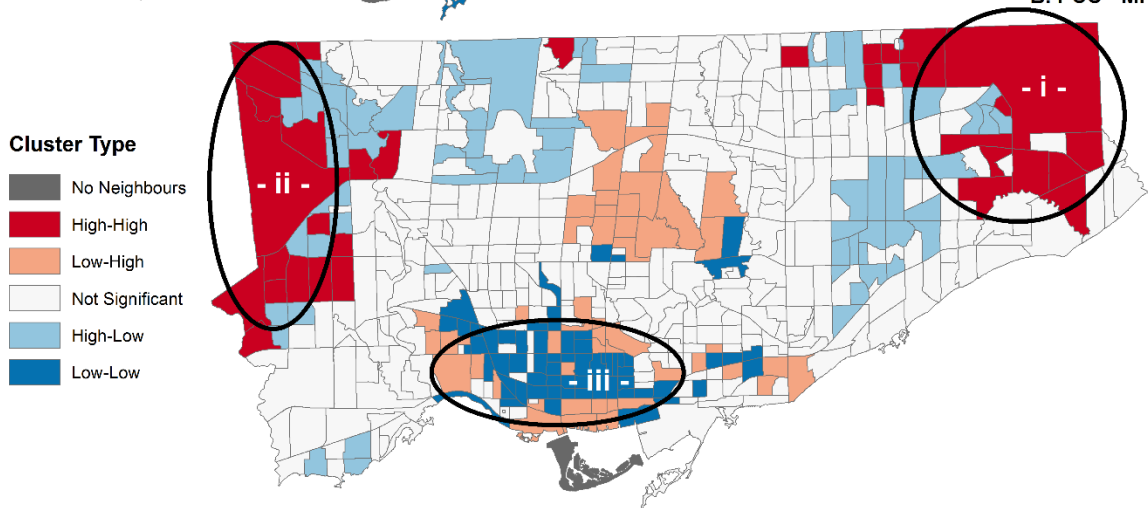 Cluster Type
No Neighbours
High-High
Low-High
Not Significant
High-Low
Low-Low
- i -
- ii -
- iii -